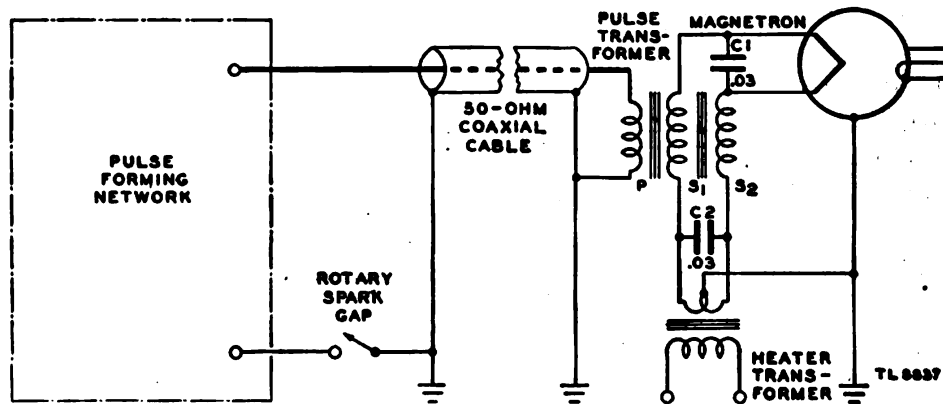 PULSE
FORMING
NETWORK
ROTARY
SPARK
GAP
50-OHM
COAXIAL
CABLE
PULSE
TRANS-
FORMER
MAGNETRON
C1
.03
P
S1
S2
C2
.03
HEATER
TRANS-
FORMER
TL 8837